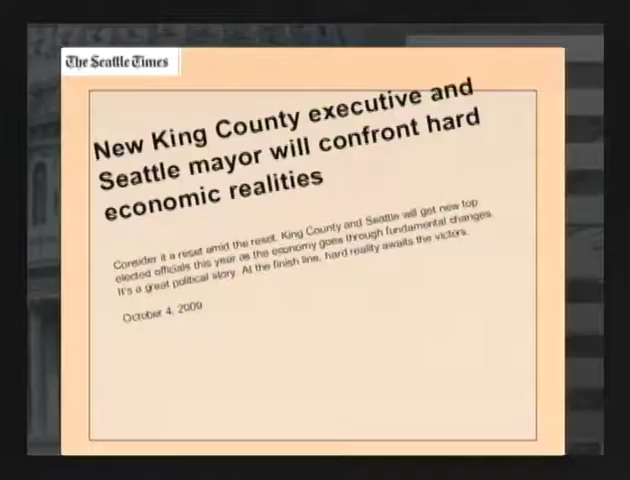 The Seattle Times
New King County executive and
Seattle mayor will confront hard
economic realities
Consider it a reset amid the reset. King County and Seattle will get new top
elected officials this year as the economy goes through fundamental changes.
It's a great political story. At the finish line, hard reality awaits the victors.
October 4, 2009